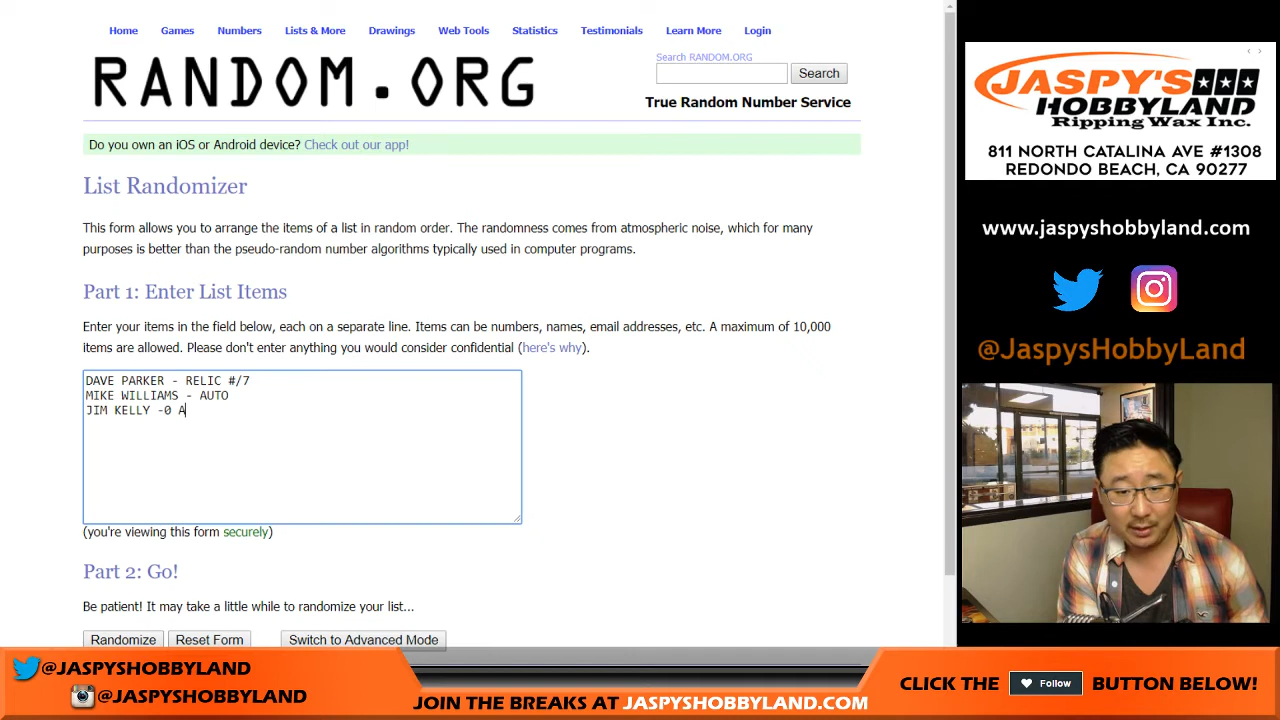 Home Games Numbers Lists & More Drawings Web Tools Statistics Testimonials Learn More Login
RANDOM.ORG
Search RANDOM.ORG
Search
True Random Number Service
Do you own an iOS or Android device? Check out our app!
List Randomizer
This form allows you to arrange the items of a list in random order. The randomness comes from atmospheric noise, which for many
purposes is better than the pseudo-random number algorithms typically used in computer programs.
Part 1: Enter List Items
Enter your items in the field below, each on a separate line. Items can be numbers, names, email addresses, etc. A maximum of 10,000
items are allowed. Please don't enter anything you would consider confidential (here's why).
DAVE PARKER - RELIC #/7
MIKE WILLIAMS - AUTO
JIM KELLY -0 A
(you're viewing this form securely)
Part 2: Go!
Be patient! It may take a little while to randomize your list...
Randomize Reset Form Switch to Advanced Mode
JASPY'S
HOBBYLAND
Ripping Wax Inc.
811 NORTH CATALINA AVE #1308
REDONDO BEACH, CA 90277
www.jaspyshobbyland.com
@JaspysHobbyLand
@JASPYSHOBBYLAND
@JASPYSHOBBYLAND
JOIN THE BREAKS AT JASPYSHOBBYLAND.COM
CLICK THE Follow BUTTON BELOW!